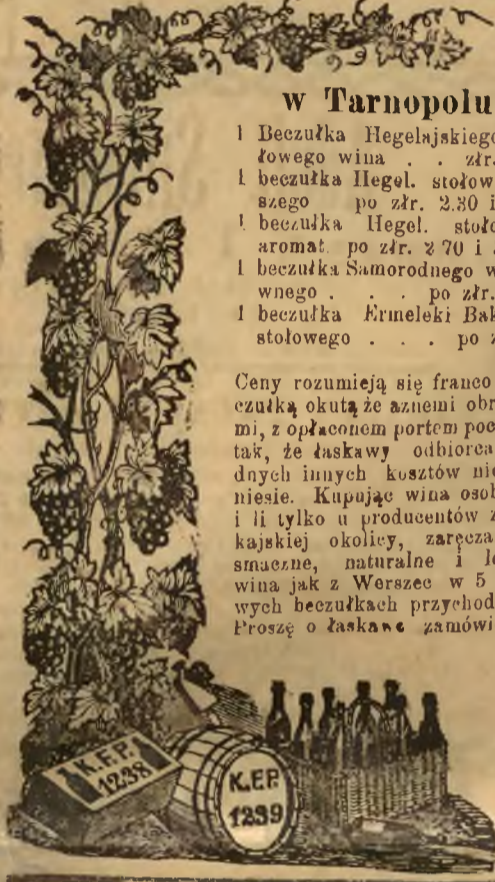 w Tarnopolu
1 Beczułka Hegelajskiego
łowego wina . . złr.
1 beczułka Hegel. stołow
szego po złr. 2.30 i
1 beczułka Hegel. stoło
aromat. po złr. 2 70 i
1 beczułka Samorodnego w
wnego . . . po złr.
1 beczułka Ermeleki Bak
stołowego . . . po z
Ceny rozumieją się franco
czułką okutą że aznemi obr
mi, z opłaconem portem poc
tak, że łaskawy odbiorca
dnych innych kosztów nie
niesie. Kupując wina osob
i li tylko u producentów z
kajskiej okolicy, zaręcza
smaczne, naturalne i le
wina jak z Werszec w 5
wych beczułkach przychod
Proszę o łaskawe zamówi
K.F.P.
1238
K.F.P.
1239